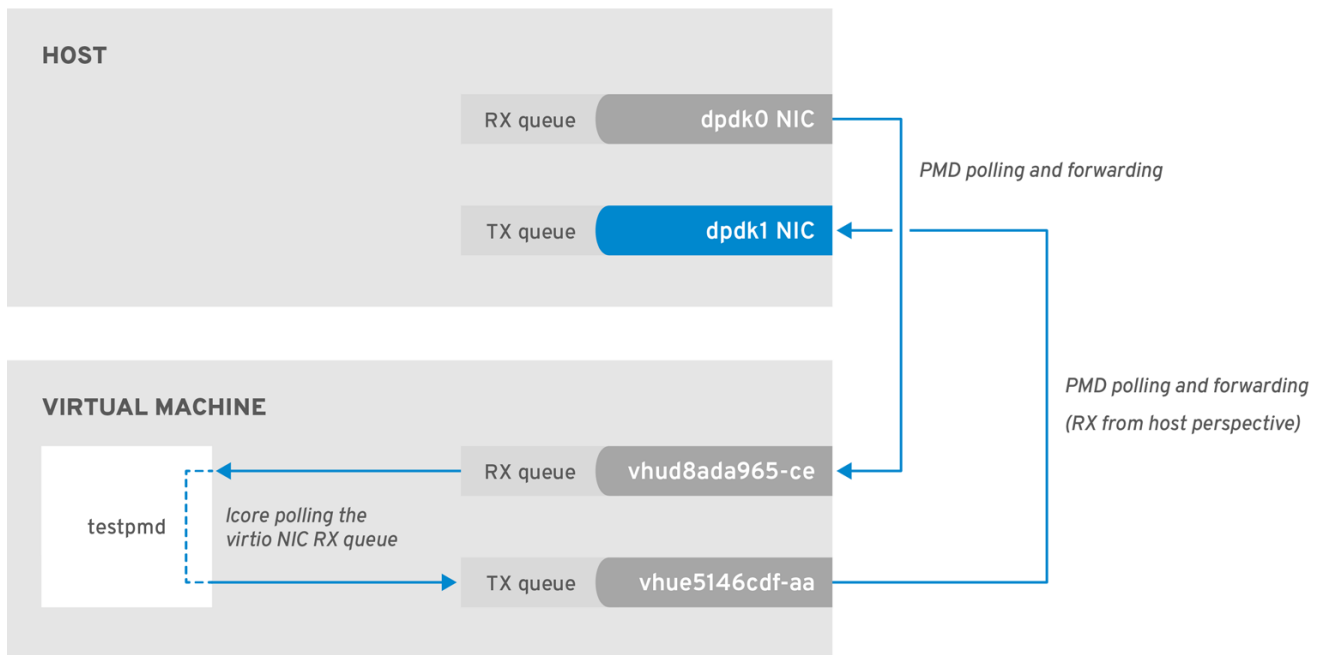 HOST
RX queue
dpdk0 NIC
PMD polling and forwarding
TX queue
dpdk1 NIC
PMD polling and forwarding
(RX from host perspective)
VIRTUAL MACHINE
RX queue
vhud8ada965-ce
testpmd
lcore polling the
virtio NIC RX queue
TX queue
vhue5146cdf-aa